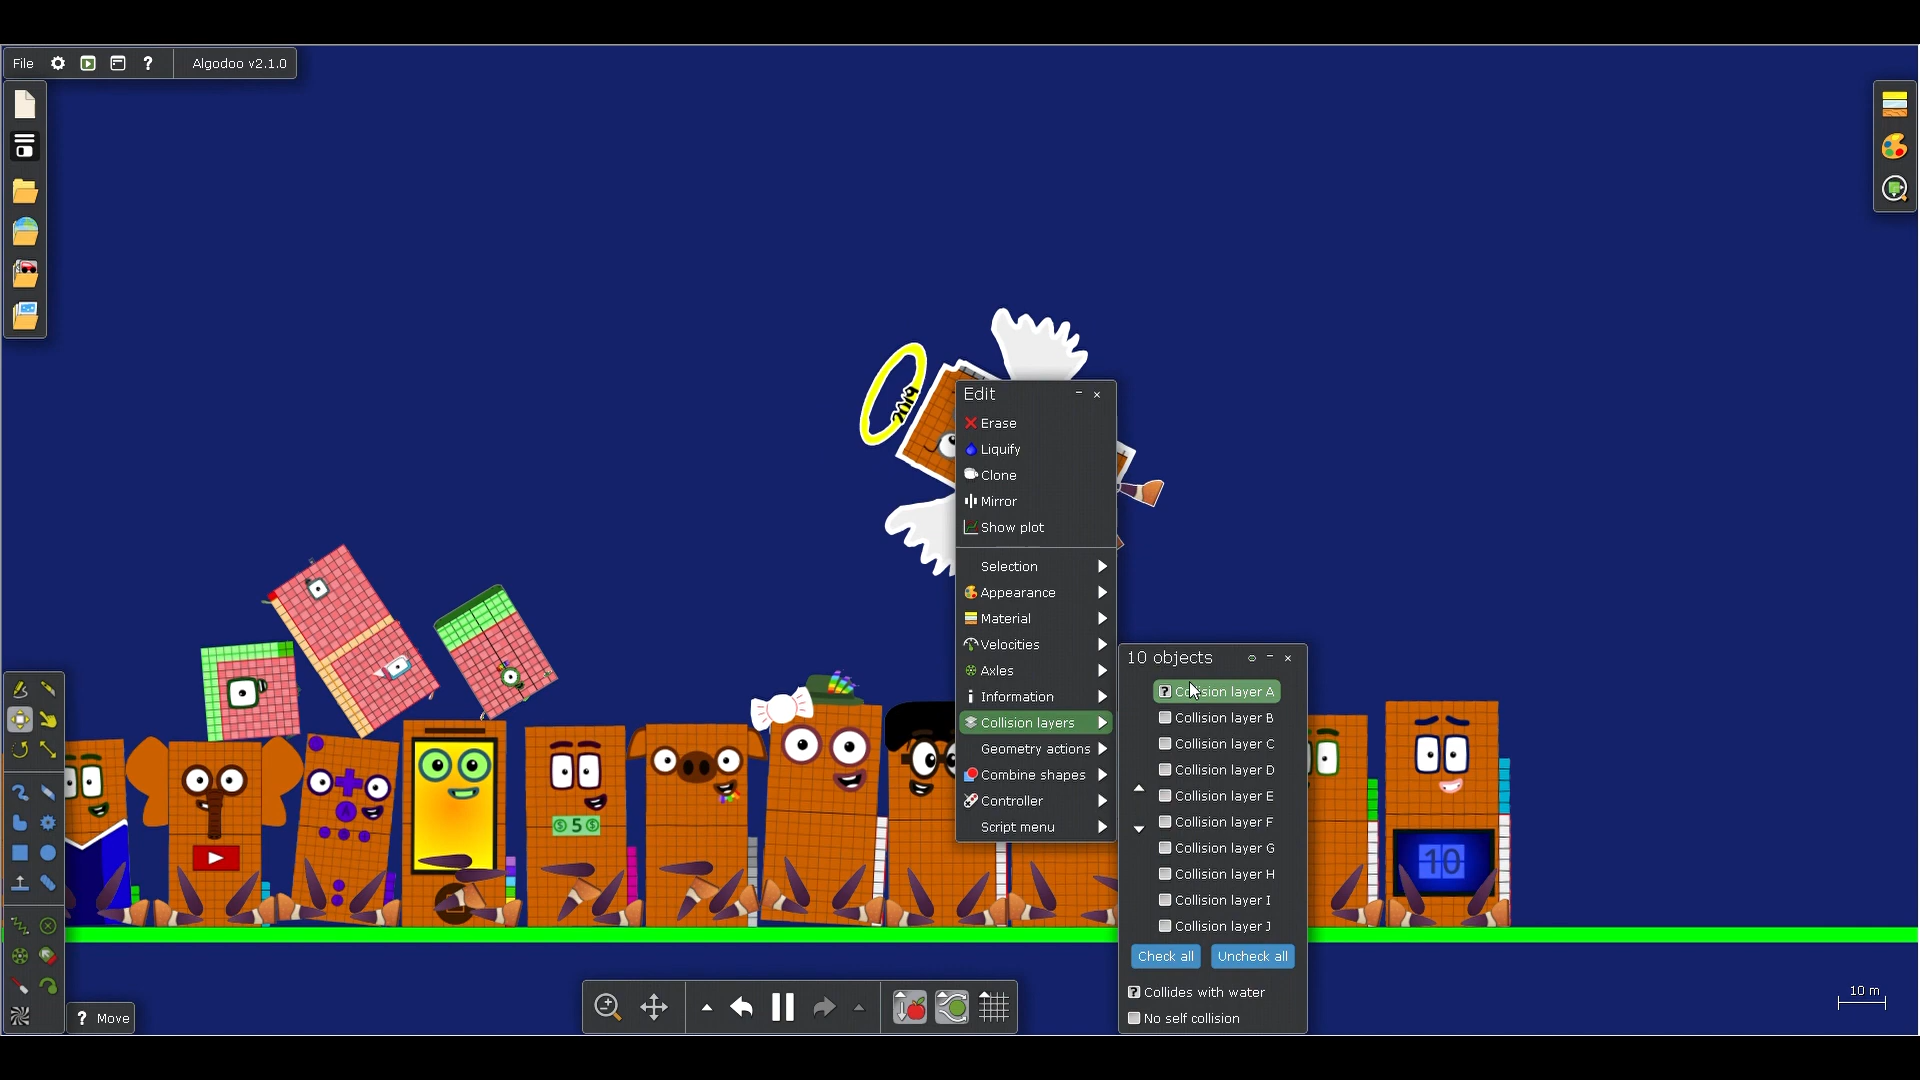 File
Algodoo v2.1.0
2019
Edit
Erase
Liquify
Clone
Mirror
Show plot
Selection
Appearance
Material
Velocities
Axles
Information
Collision layers
Geometry actions
Combine shapes
Controller
Script menu
10 objects
Collision layer A
Collision layer B
Collision layer C
Collision layer D
Collision layer E
Collision layer F
Collision layer G
Collision layer H
Collision layer I
Collision layer J
Check all
Uncheck all
Collides with water
No self collision
5
10
10 m
? Move